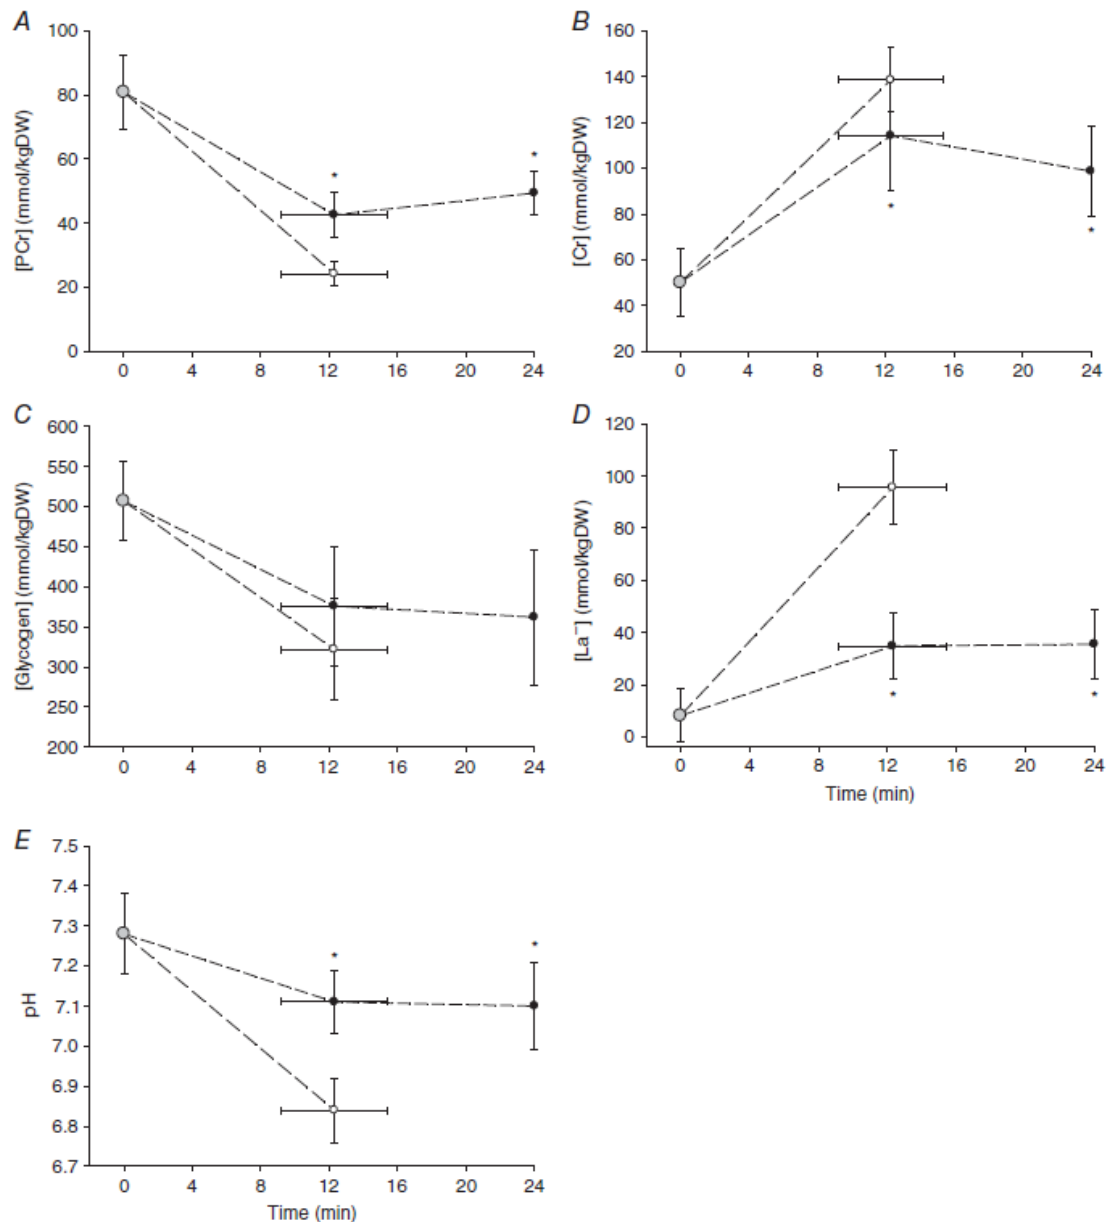 A
[PCr] (mmol/kgDW)
100
80
60
40
20
0
*
*
0 4 8 12 16 20 24
B
[Cr] (mmol/kgDW)
160
140
120
100
80
60
40
20
*
*
0 4 8 12 16 20 24
C
[Glycogen] (mmol/kgDW)
600
550
500
450
400
350
300
250
200
0 4 8 12 16 20 24
D
[La⁻] (mmol/kgDW)
120
100
80
60
40
20
0
*
*
0 4 8 12 16 20 24
Time (min)
E
pH
7.5
7.4
7.3
7.2
7.1
7.0
6.9
6.8
6.7
*
*
0 4 8 12 16 20 24
Time (min)